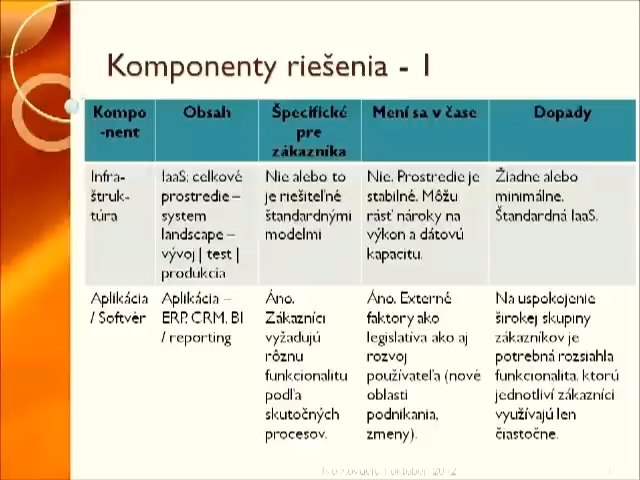 Komponenty riešenia - 1
Kompo
-nent
Obsah
Špecifické
pre
zákazníka
Mení sa v čase
Dopady
Infra-
štruk-
túra
IaaS; celkové
prostredie –
system
landscape –
vývoj | test |
produkcia
Nie alebo to
je riešiteľné
štandardnými
modelmi
Nie. Prostredie je
stabilné. Môžu
rásť nároky na
výkon a dátovú
kapacitu.
Žiadne alebo
minimálne.
Štandardná IaaS.
Aplikácia
/ Softvér
Aplikácia –
ERP, CRM, BI
/ reporting
Áno.
Zákazníci
vyžadujú
rôznu
funkcionalitu
podľa
skutočných
procesov.
Áno. Externé
faktory ako
legislatíva ako aj
rozvoj
používateľa (nové
oblasti
podnikania,
zmeny).
Na uspokojenie
širokej skupiny
zákazníkov je
potrebná rozsiahla
funkcionalita, ktorú
jednotliví zákazníci
využívajú len
čiastočne.